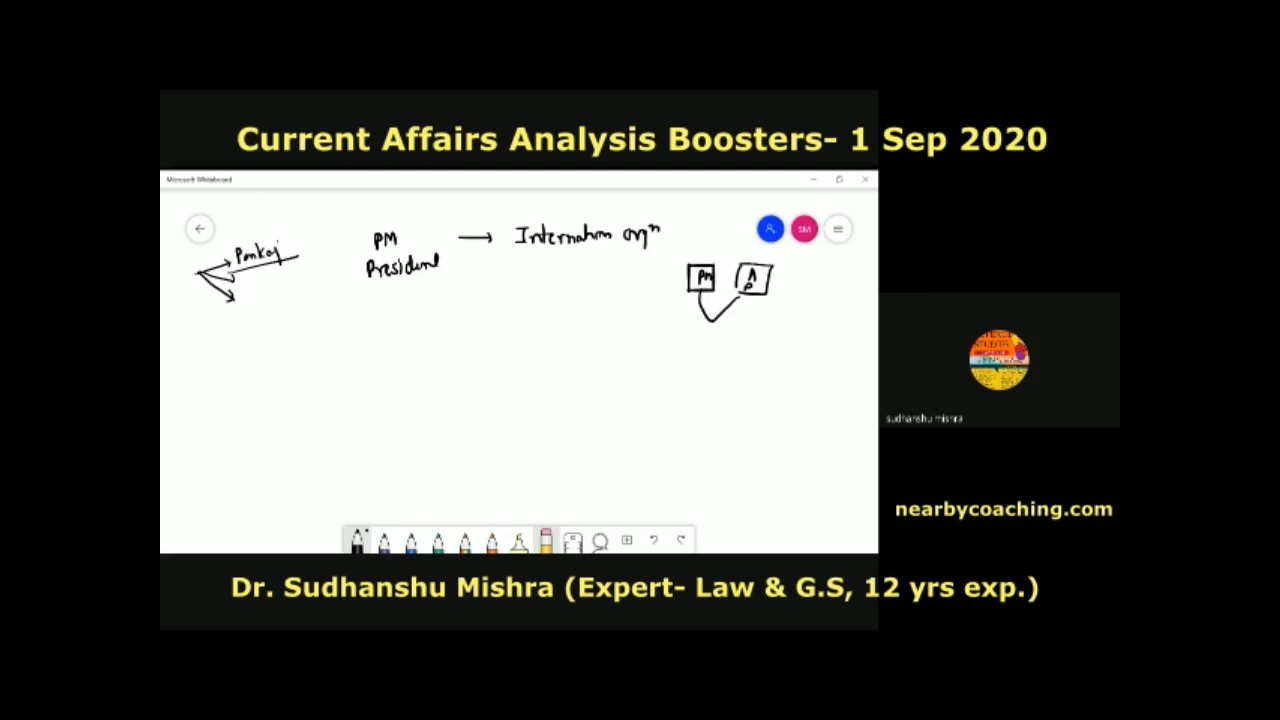 Current Affairs Analysis Boosters- 1 Sep 2020
Microsoft Whiteboard
SM
Pankaj
PM → Internation orgn
President
Pm A
P
sudhanshu mishra
nearbycoaching.com
Dr. Sudhanshu Mishra (Expert- Law & G.S, 12 yrs exp.)